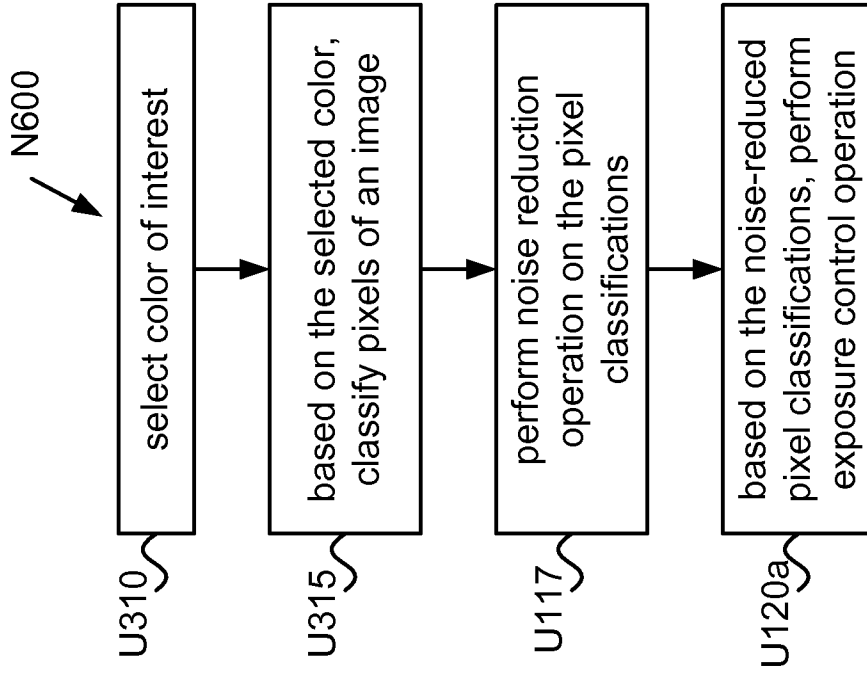 N600
U310
select color of interest
U315
based on the selected color,
classify pixels of an image
U117
perform noise reduction
operation on the pixel
classifications
U120a
based on the noise-reduced
pixel classifications, perform
exposure control operation